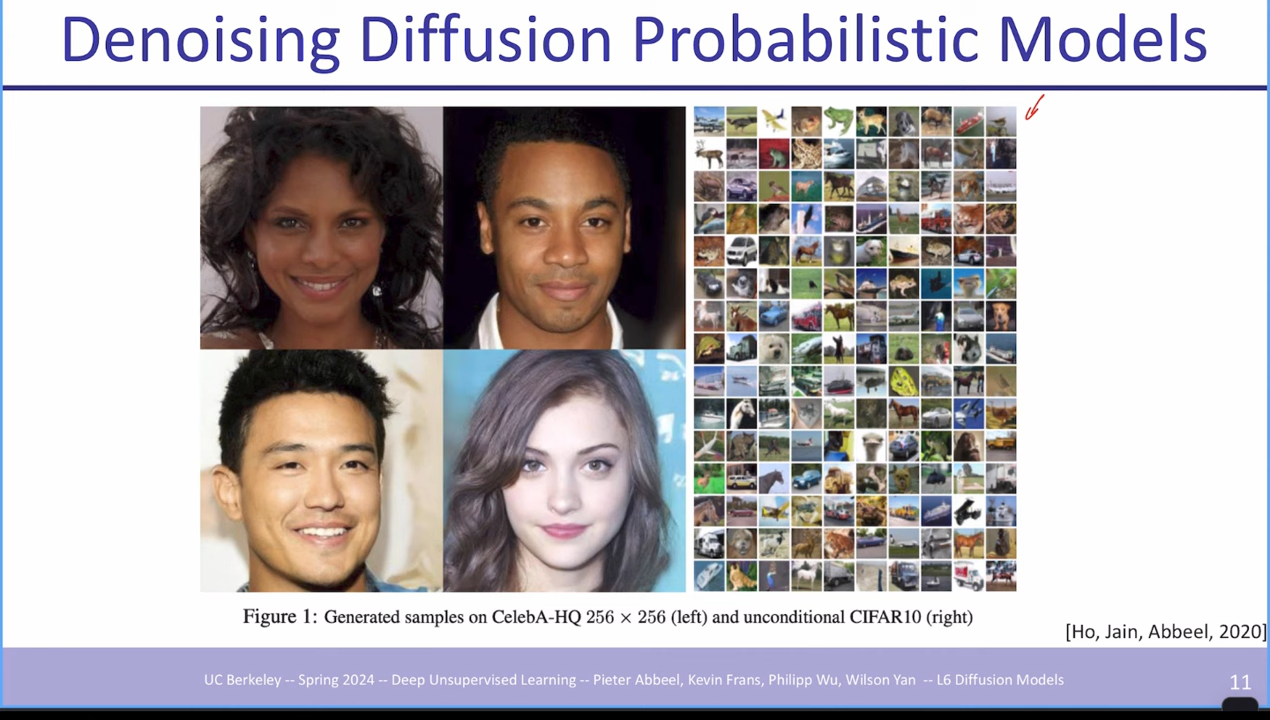 Denoising Diffusion Probabilistic Models
Figure 1: Generated samples on CelebA-HQ 256 × 256 (left) and unconditional CIFAR10 (right)
[Ho, Jain, Abbeel, 2020]
UC Berkeley -- Spring 2024 -- Deep Unsupervised Learning -- Pieter Abbeel, Kevin Frans, Philipp Wu, Wilson Yan -- L6 Diffusion Models
11